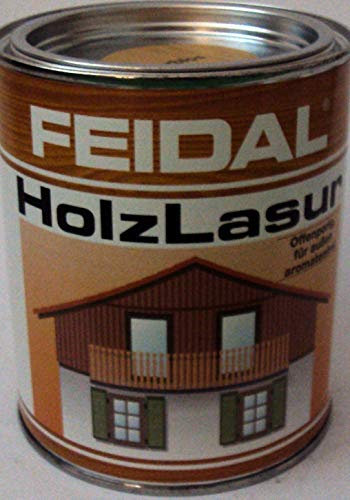 FEIDAL®
HolzLasur
Offenporig
für außen